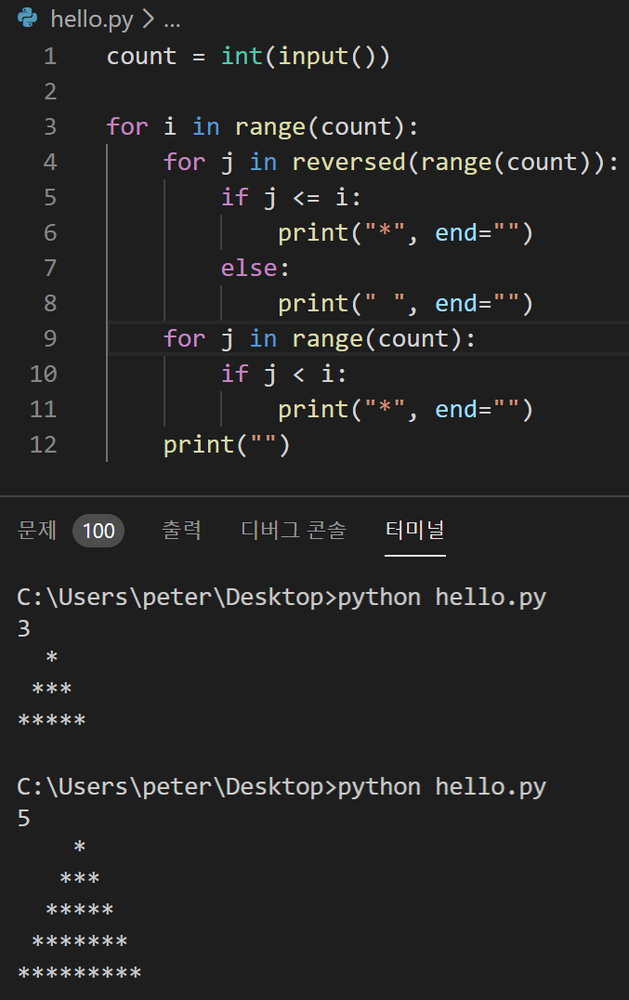 hello.py > ...
1 count = int(input())
2
3 for i in range(count):
4     for j in reversed(range(count)):
5         if j <= i:
6             print("*", end="")
7         else:
8             print(" ", end="")
9     for j in range(count):
10         if j < i:
11             print("*", end="")
12     print("")
문제 100 출력 디버그 콘솔 터미널
C:\Users\peter\Desktop>python hello.py
3
  *
 ***
*****
C:\Users\peter\Desktop>python hello.py
5
    *
   ***
  *****
 *******
*********